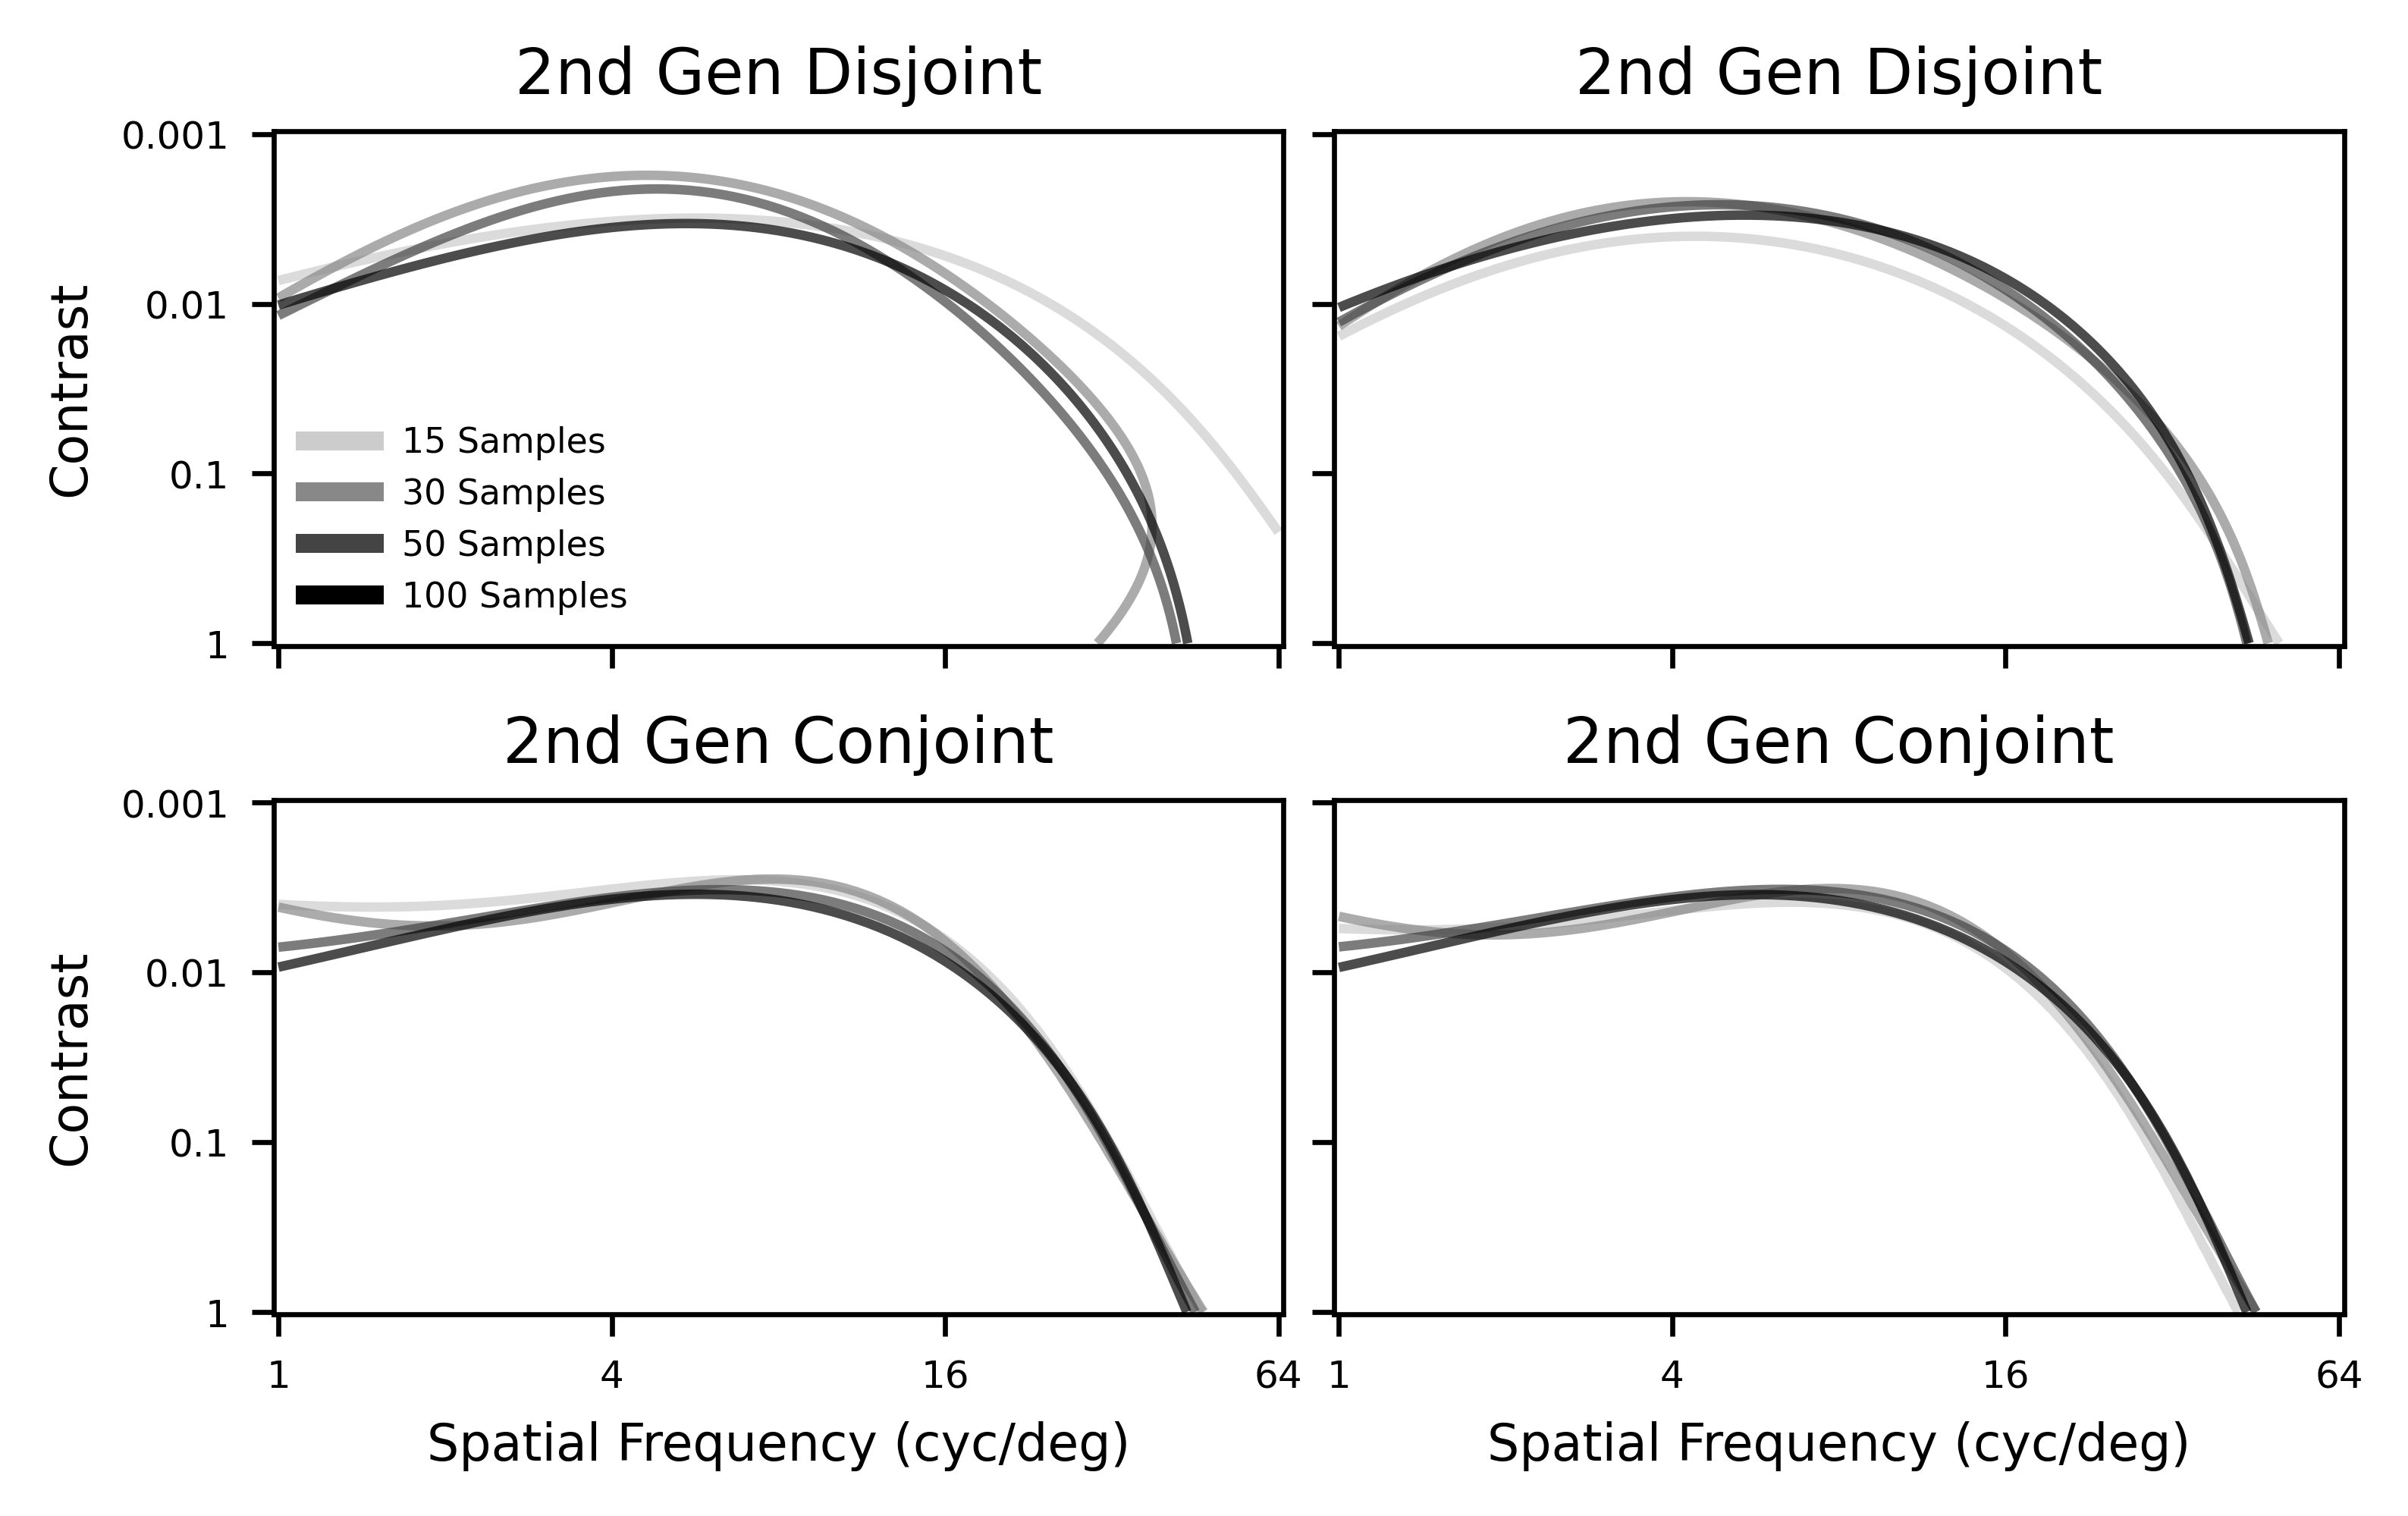 2nd Gen Disjoint
2nd Gen Disjoint
0.001
0.01
0.1
1
Contrast
15 Samples
30 Samples
50 Samples
100 Samples
2nd Gen Conjoint
2nd Gen Conjoint
0.001
0.01
0.1
1
Contrast
1 4 16 64
1 4 16 64
Spatial Frequency (cyc/deg)
Spatial Frequency (cyc/deg)